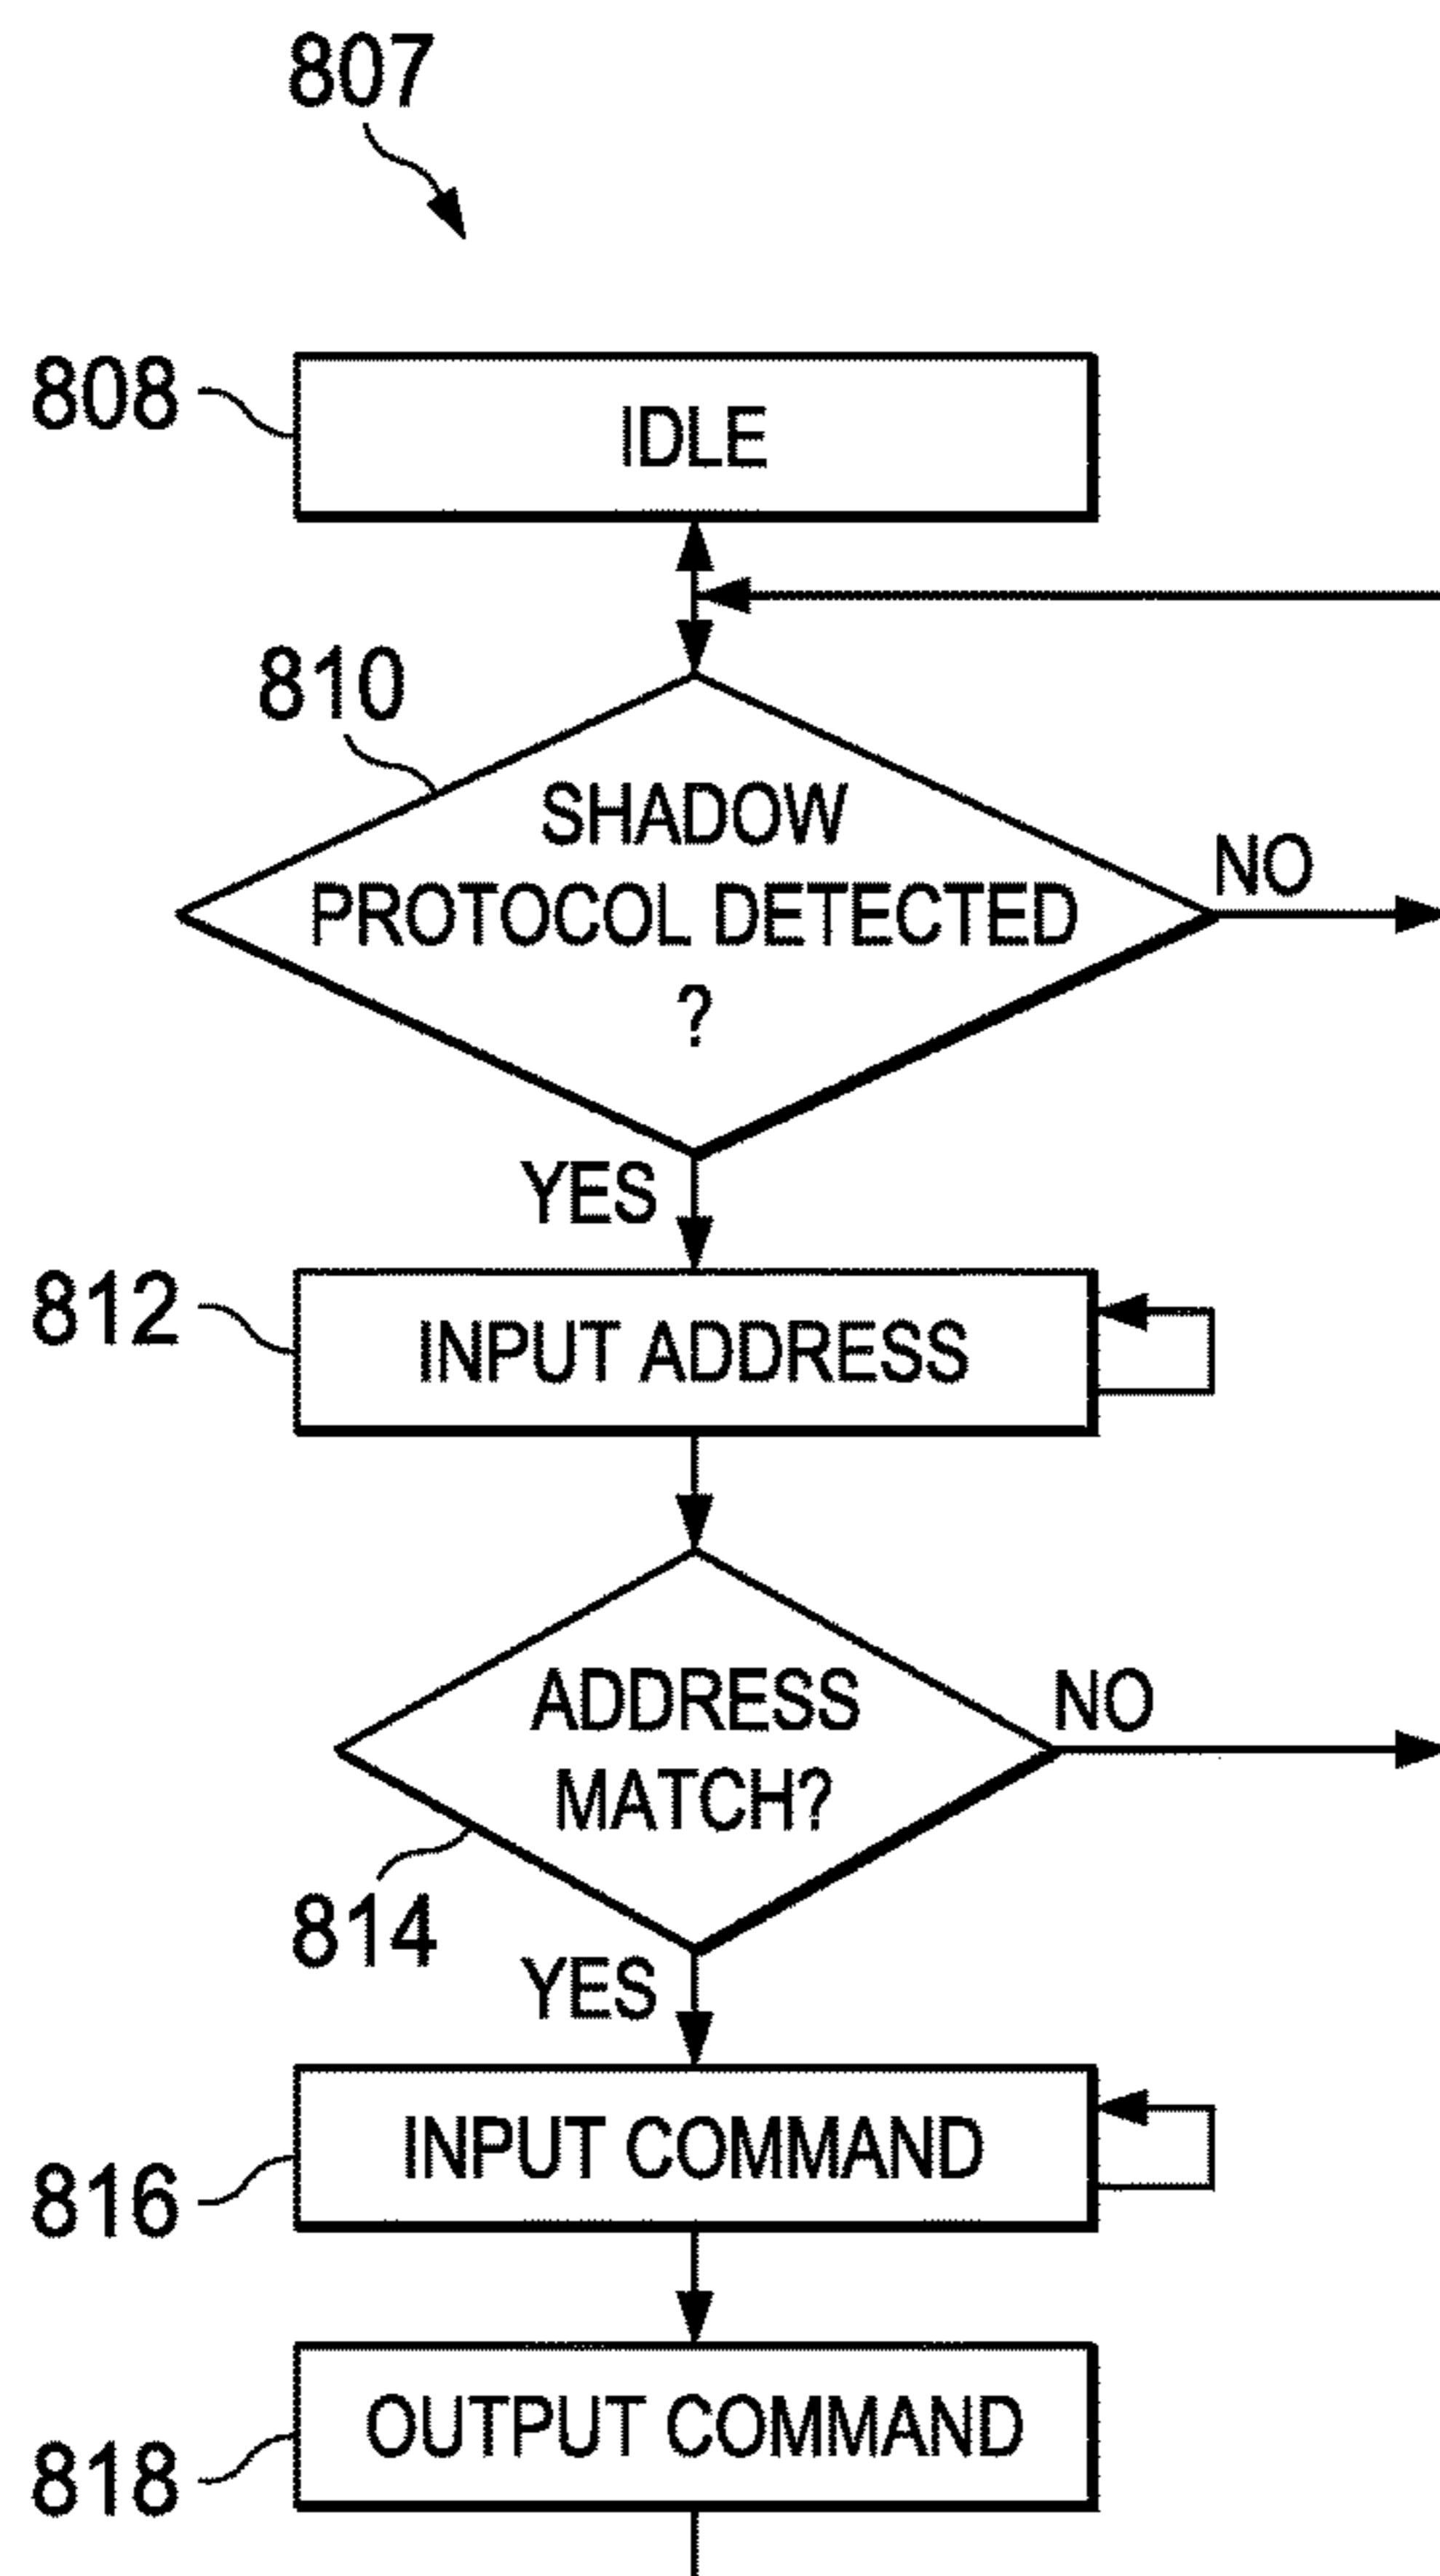 807
808
IDLE
810
SHADOW
PROTOCOL DETECTED
?
NO
YES
812
INPUT ADDRESS
ADDRESS
MATCH?
NO
814
YES
INPUT COMMAND
816
OUTPUT COMMAND
818